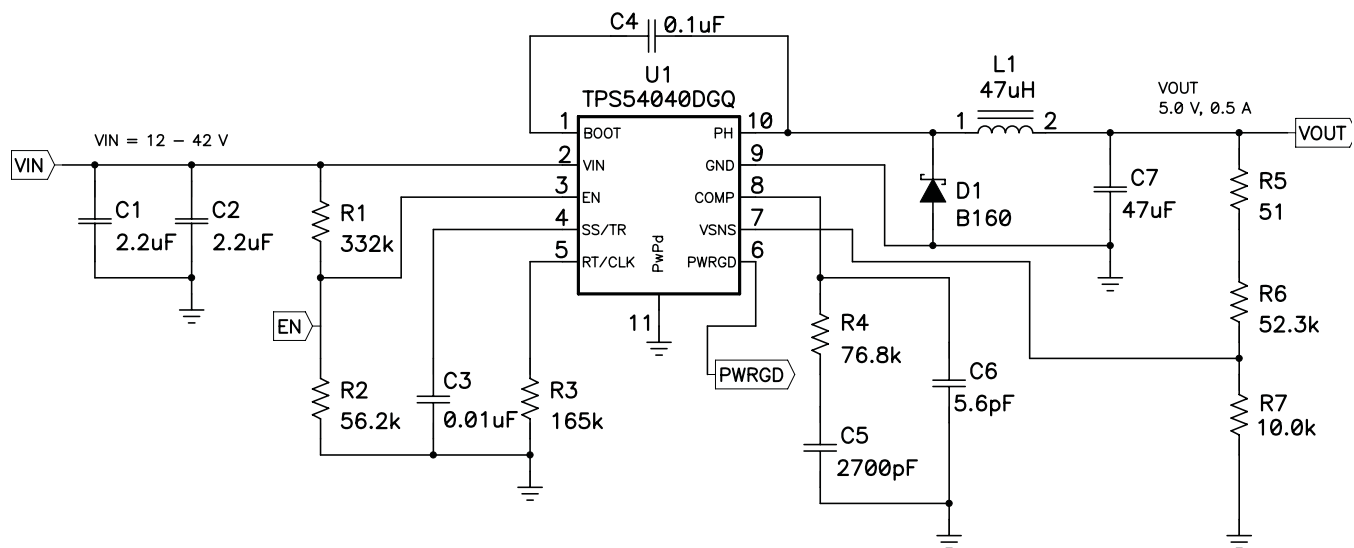 C4
0.1uF
U1
TPS54040DGQ
L1
47uH
VOUT
5.0 V, 0.5 A
VIN = 12 – 42 V
VIN
C1
2.2uF
C2
2.2uF
R1
332k
EN
R2
56.2k
C3
0.01uF
R3
165k
1
BOOT
2
VIN
3
EN
4
SS/TR
5
RT/CLK
PwPd
11
10
PH
9
GND
8
COMP
7
VSNS
6
PWRGD
PWRGD
R4
76.8k
C5
2700pF
C6
5.6pF
D1
B160
1
2
C7
47uF
VOUT
R5
51
R6
52.3k
R7
10.0k